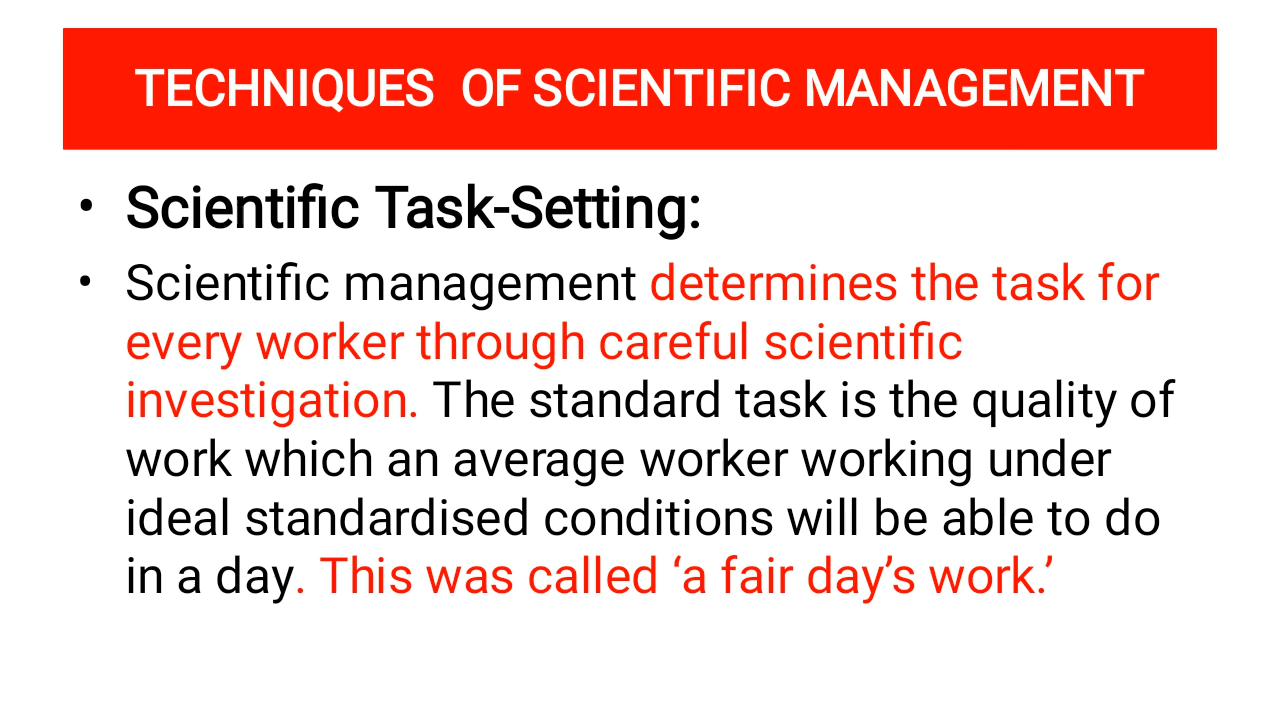 TECHNIQUES  OF SCIENTIFIC MANAGEMENT
• Scientific Task-Setting:
• Scientific management determines the task for
every worker through careful scientific
investigation. The standard task is the quality of
work which an average worker working under
ideal standardised conditions will be able to do
in a day. This was called ‘a fair day’s work.’